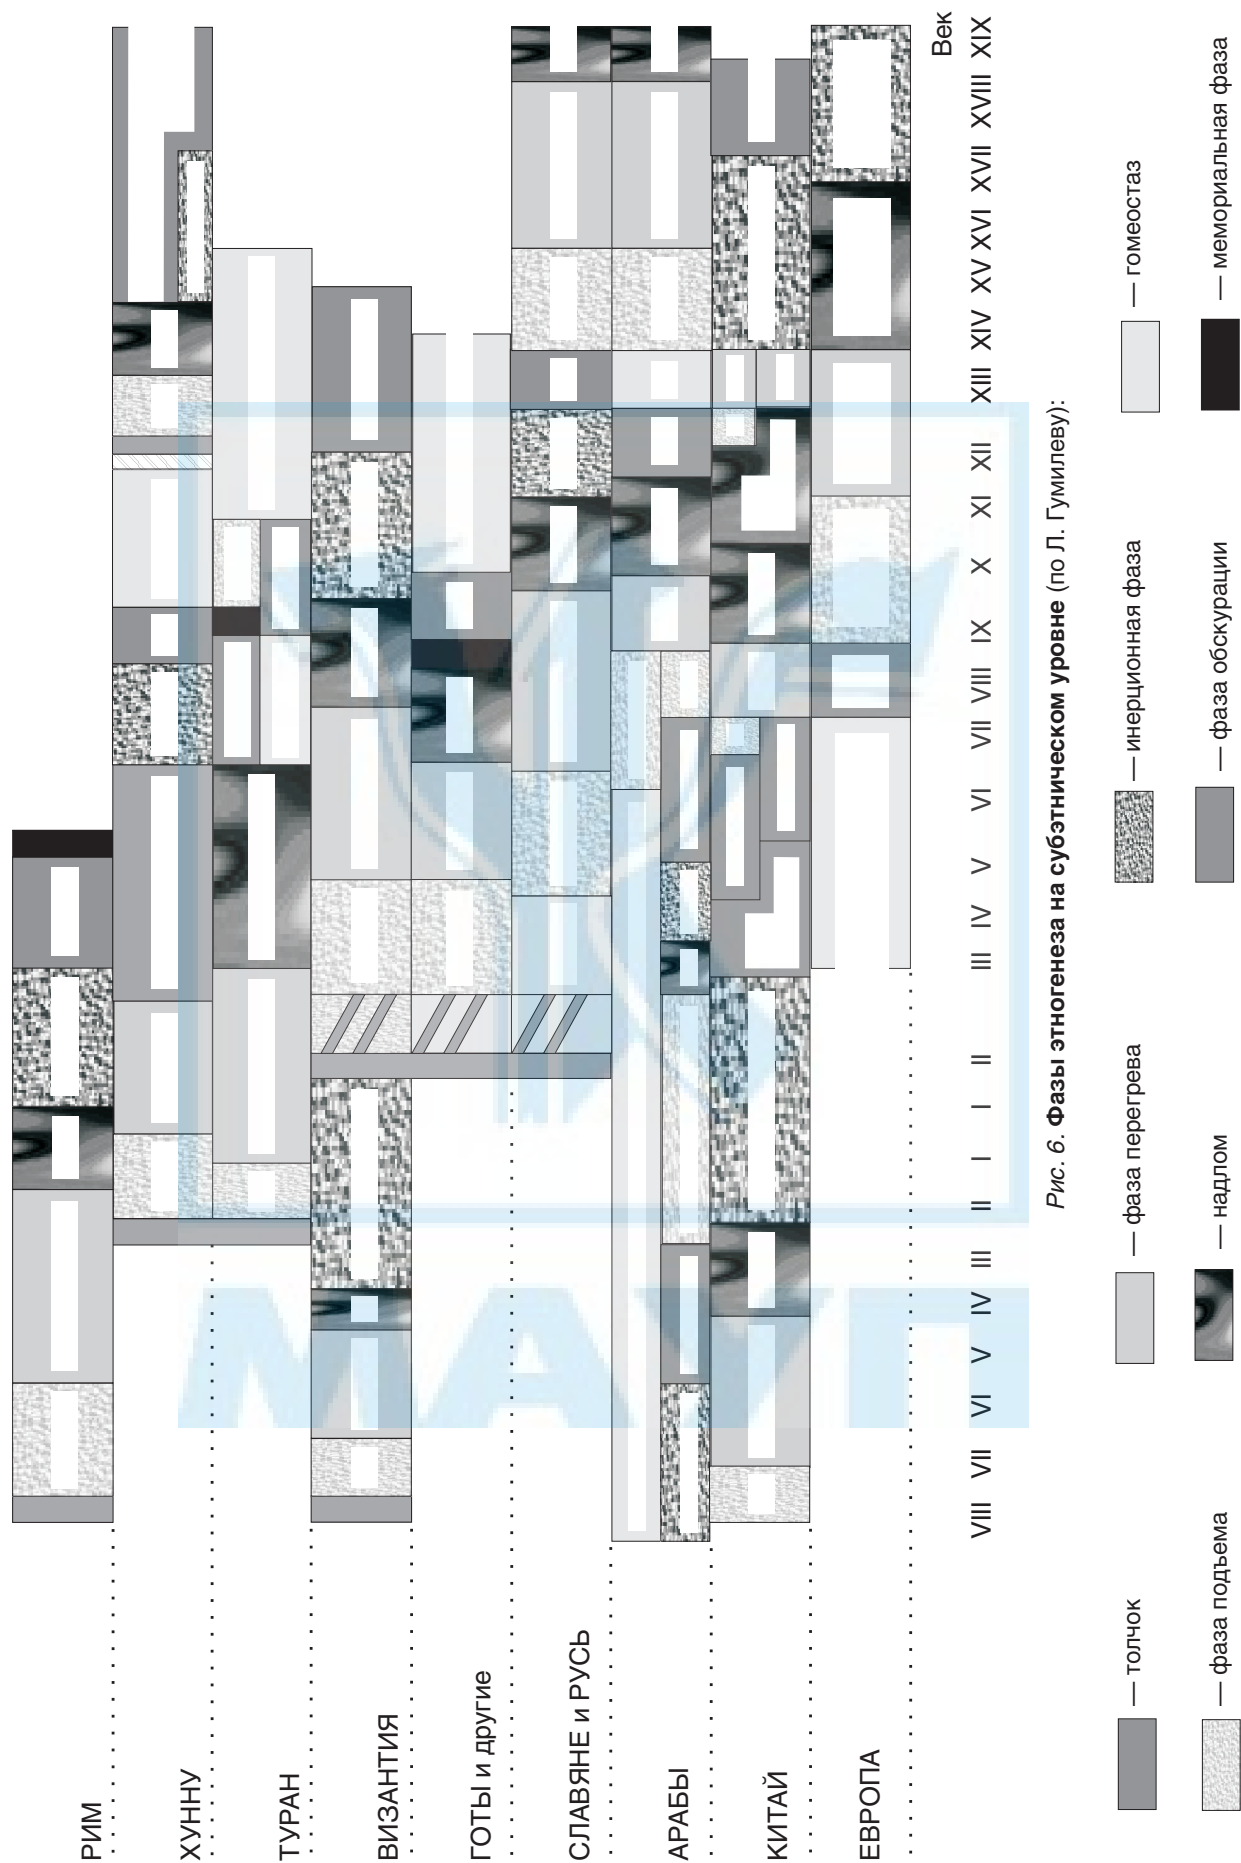 РИМ
ХУННУ
ТУРАН
ВИЗАНТИЯ
ГОТЫ и другие
СЛАВЯНЕ и РУСЬ
АРАБЫ
КИТАЙ
ЕВРОПА
Век
VIII VII VI V IV III II I I II III IV V VI VII VIII IX X XI XII XIII XIV XV XVI XVII XVIII XIX
Рис. 6. Фазы этногенеза на субэтническом уровне (по Л. Гумилеву):
— толчок — фаза перегрева — инерционная фаза — гомеостаз
— фаза подъема — надлом — фаза обскурации — мемориальная фаза
МАУП